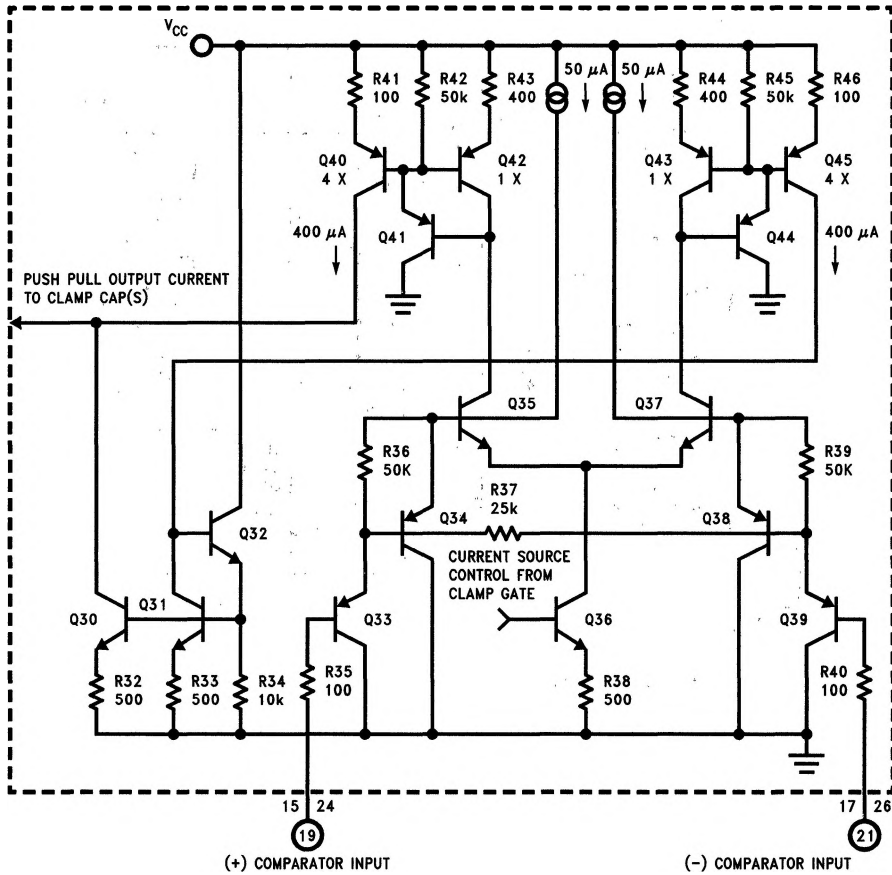 VCC
R41
100
R42
50k
R43
400
50 μA
50 μA
R44
400
R45
50k
R46
100
Q40
4 X
Q42
1 X
Q43
1 X
Q45
4 X
400 μA
Q41
Q44
400 μA
PUSH PULL OUTPUT CURRENT
TO CLAMP CAP(S)
Q35
Q37
R36
50K
R39
50K
R37
25k
Q34
Q38
Q32
CURRENT SOURCE
CONTROL FROM
CLAMP GATE
Q30
Q31
Q33
Q36
Q39
R32
500
R33
500
R34
10k
R35
100
R38
500
R40
100
15
24
17
26
19
21
(+) COMPARATOR INPUT
(−) COMPARATOR INPUT